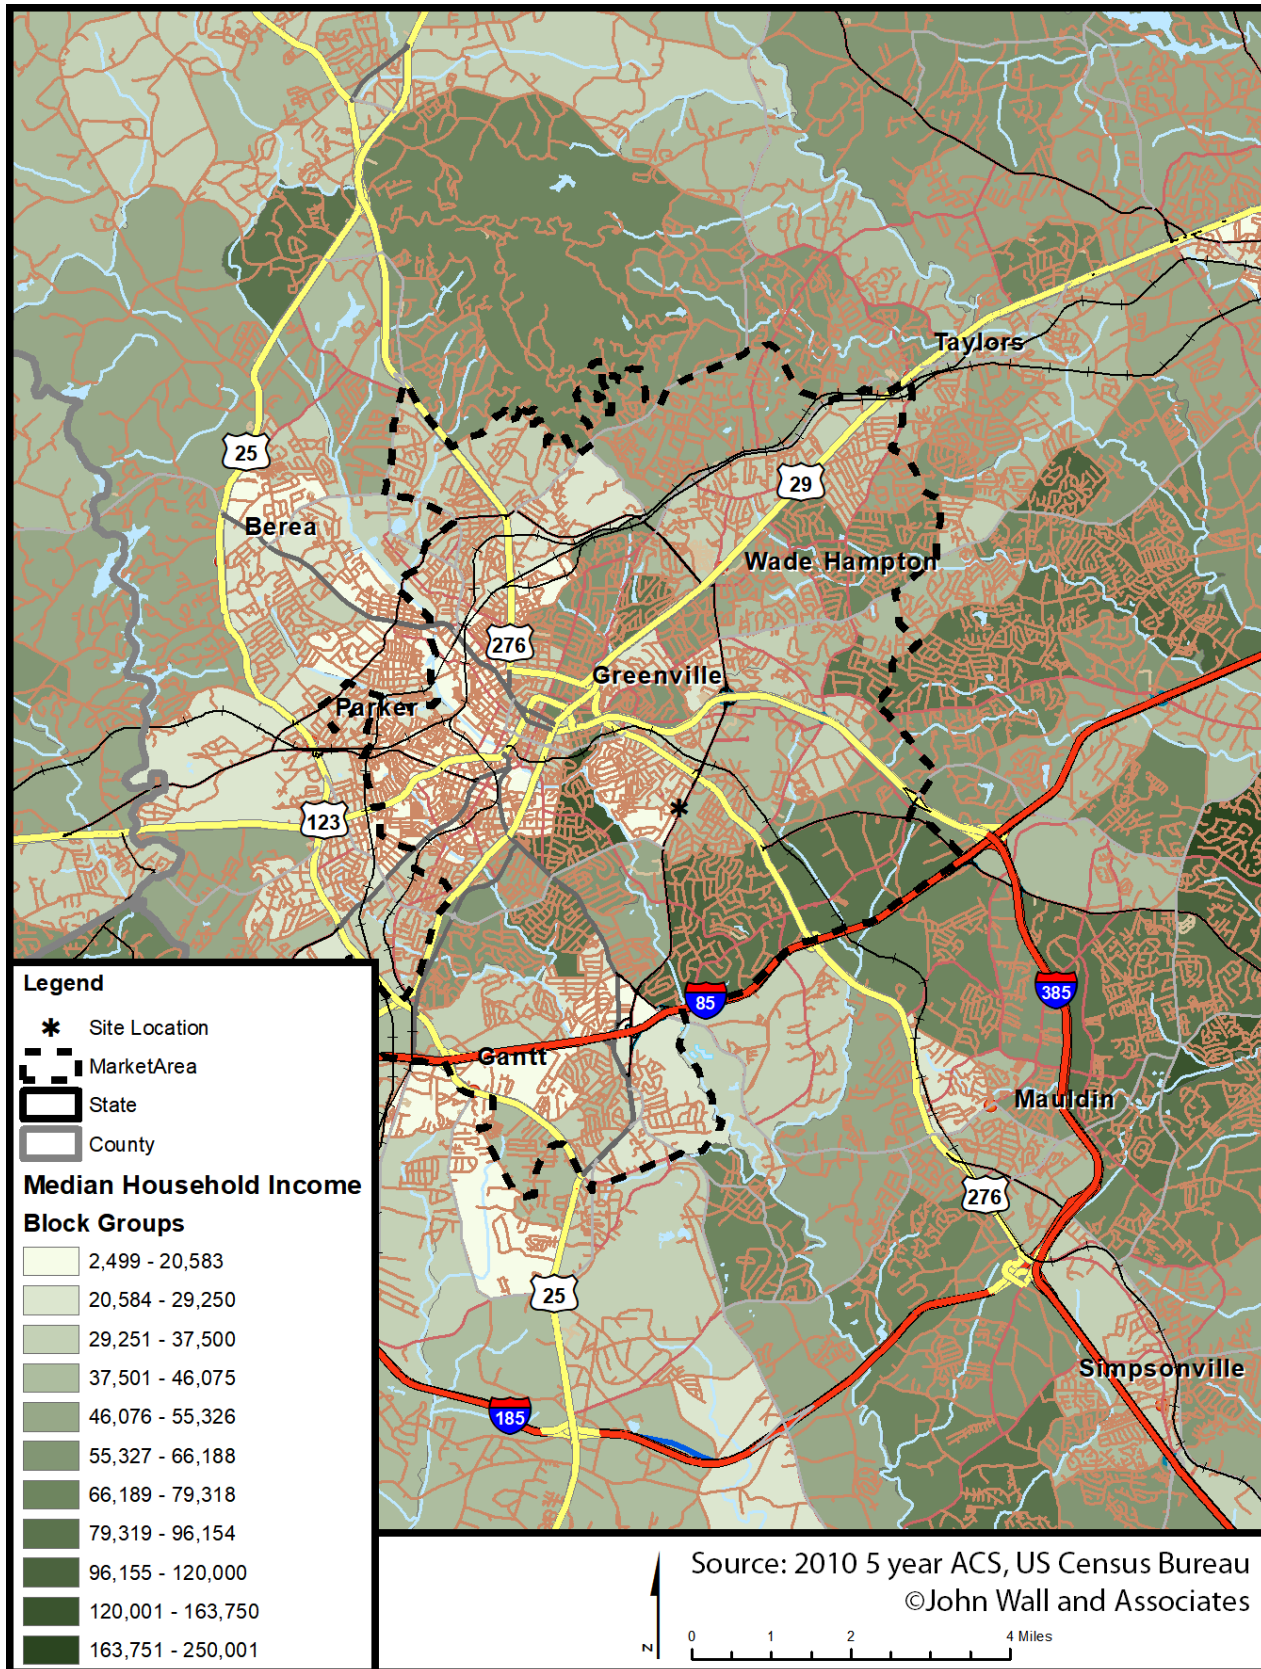 Taylors
25
29
Berea
Wade Hampton
276
Greenville
Parker
123
85
385
Gantt
Mauldin
276
25
Simpsonville
185
Legend
Site Location
MarketArea
State
County
Median Household Income
Block Groups
2,499 - 20,583
20,584 - 29,250
29,251 - 37,500
37,501 - 46,075
46,076 - 55,326
55,327 - 66,188
66,189 - 79,318
79,319 - 96,154
96,155 - 120,000
120,001 - 163,750
163,751 - 250,001
Source: 2010 5 year ACS, US Census Bureau
©John Wall and Associates
N
0 1 2 4 Miles